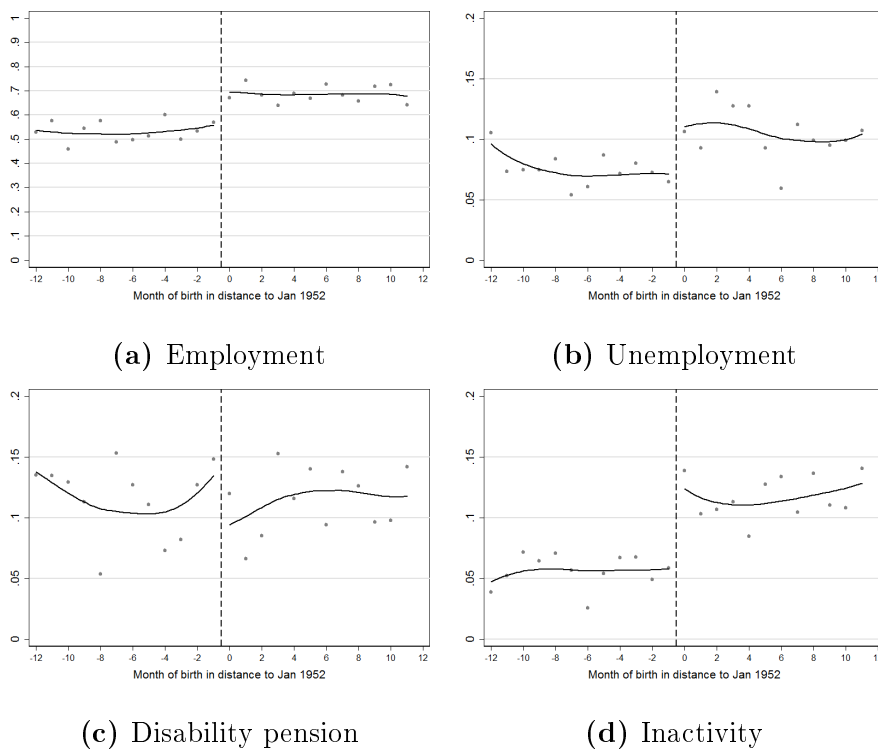 0 .1 .2 .3 .4 .5 .6 .7 .8 .9 1
-12 -10 -8 -6 -4 -2 0 2 4 6 8 10 12
Month of birth in distance to Jan 1952
(a) Employment
0 .05 .1 .15 .2
-12 -10 -8 -6 -4 -2 0 2 4 6 8 10
Month of birth in distance to Jan 1952
(b) Unemployment
0 .05 .1 .15 .2
-12 -10 -8 -6 -4 -2 0 2 4 6 8 10 12
Month of birth in distance to Jan 1952
(c) Disability pension
0 .05 .1 .15 .2
-12 -10 -8 -6 -4 -2 0 2 4 6 8 10
Month of birth in distance to Jan 1952
(d) Inactivity